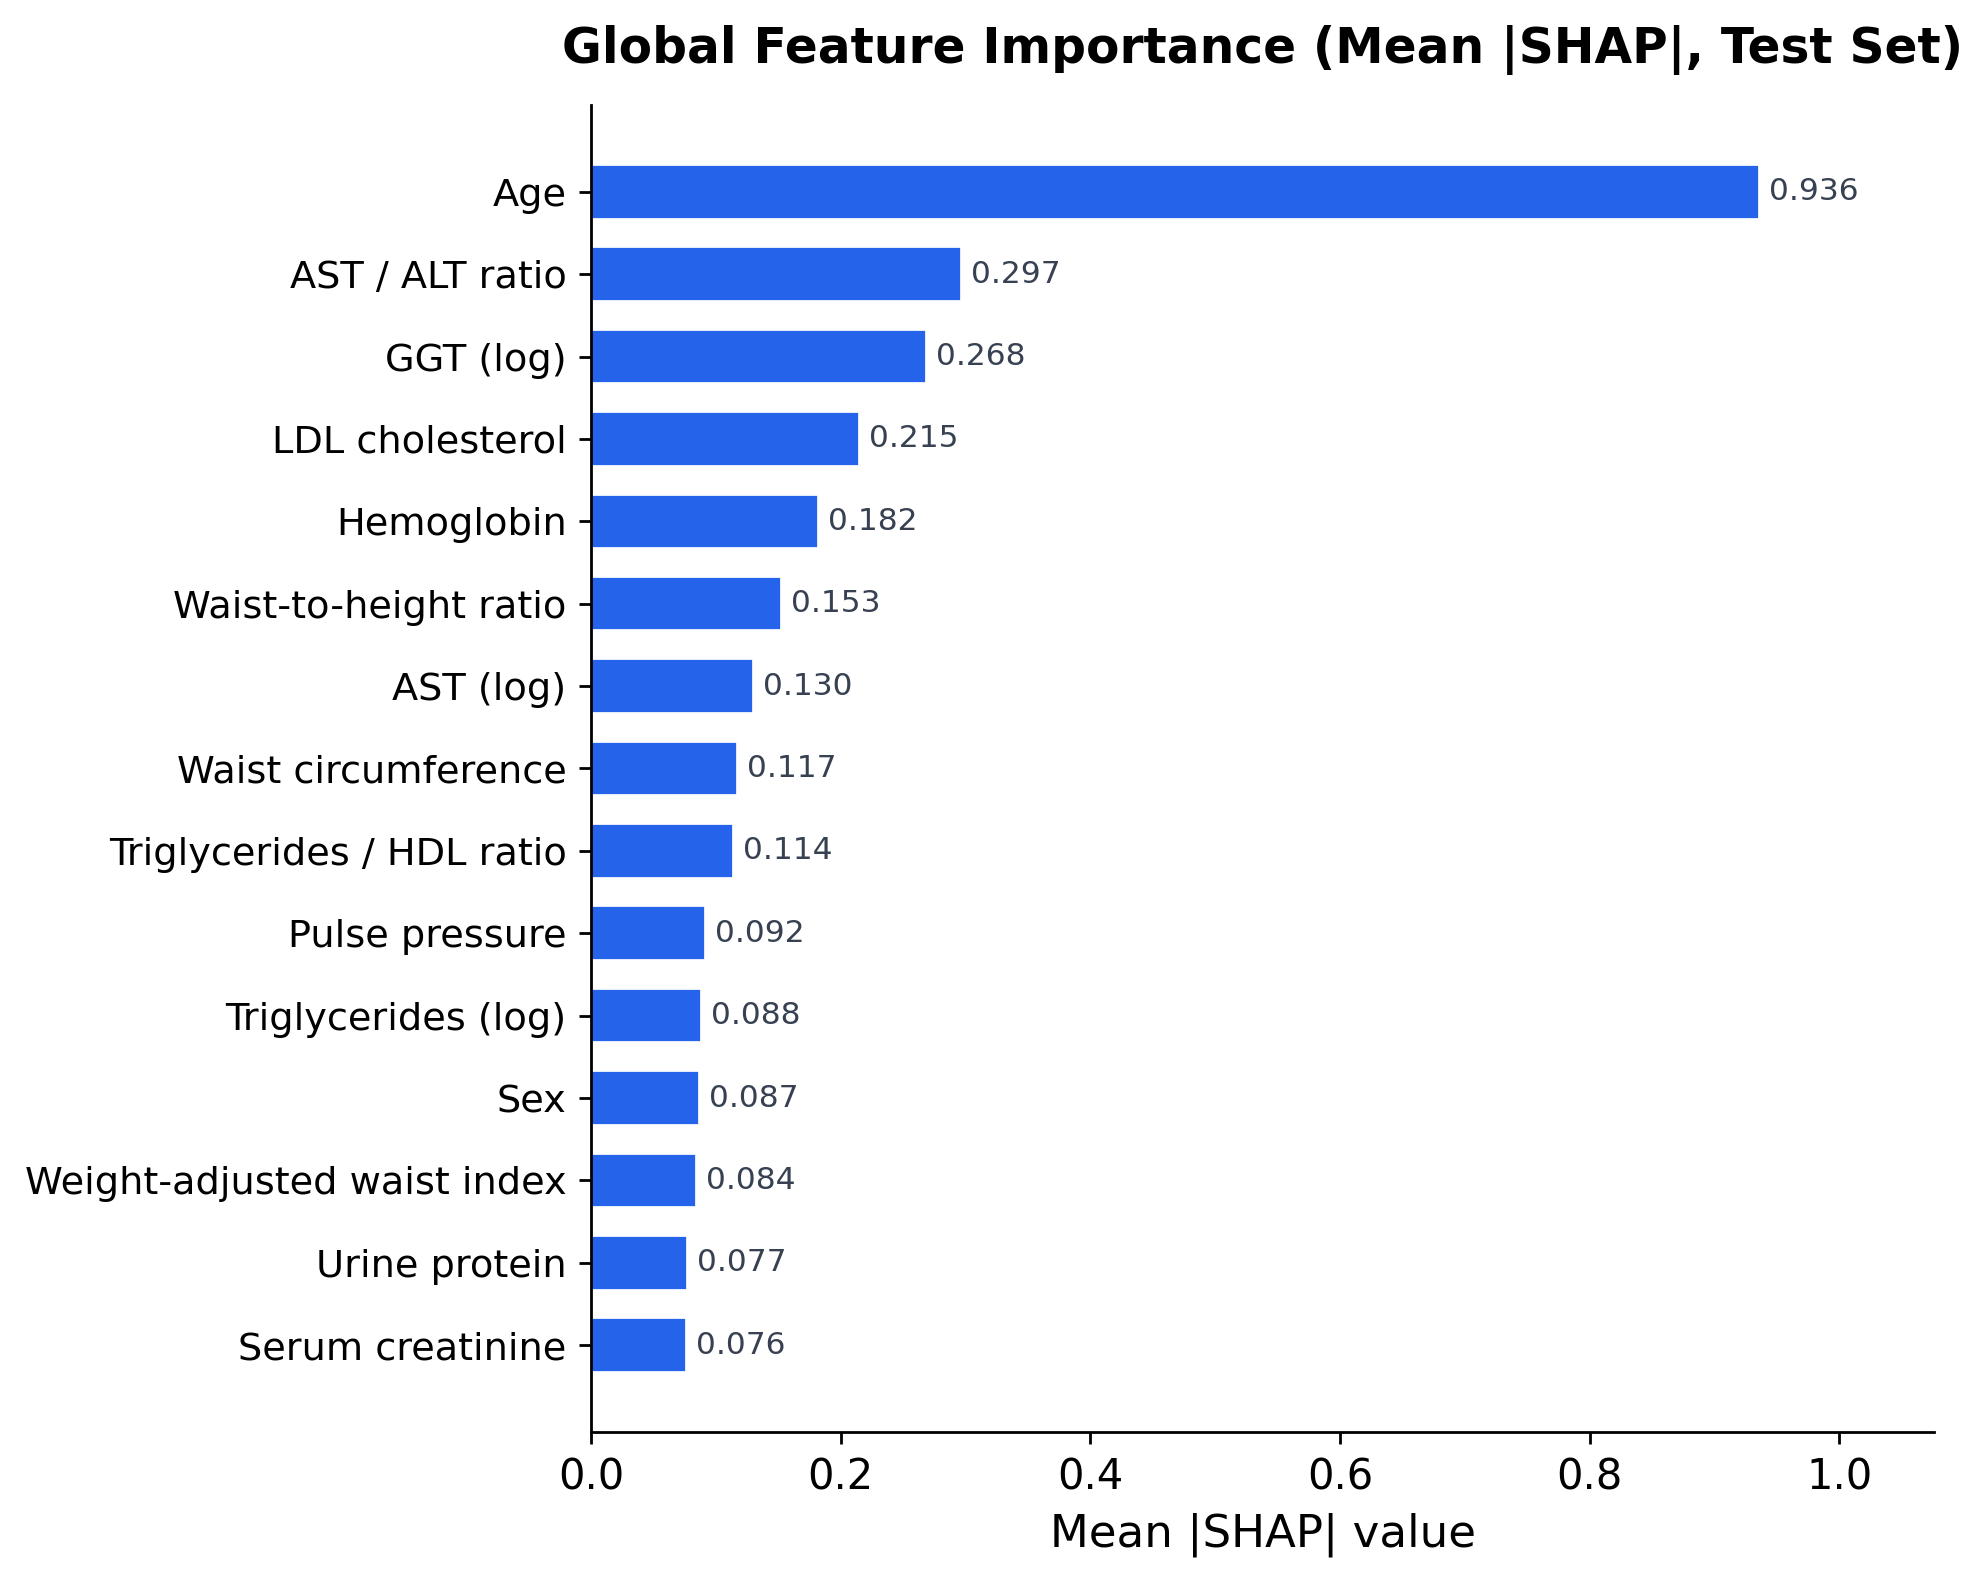 Global Feature Importance (Mean |SHAP|, Test Set)
Age 0.936
AST / ALT ratio 0.297
GGT (log) 0.268
LDL cholesterol 0.215
Hemoglobin 0.182
Waist-to-height ratio 0.153
AST (log) 0.130
Waist circumference 0.117
Triglycerides / HDL ratio 0.114
Pulse pressure 0.092
Triglycerides (log) 0.088
Sex 0.087
Weight-adjusted waist index 0.084
Urine protein 0.077
Serum creatinine 0.076
0.0 0.2 0.4 0.6 0.8 1.0
Mean |SHAP| value